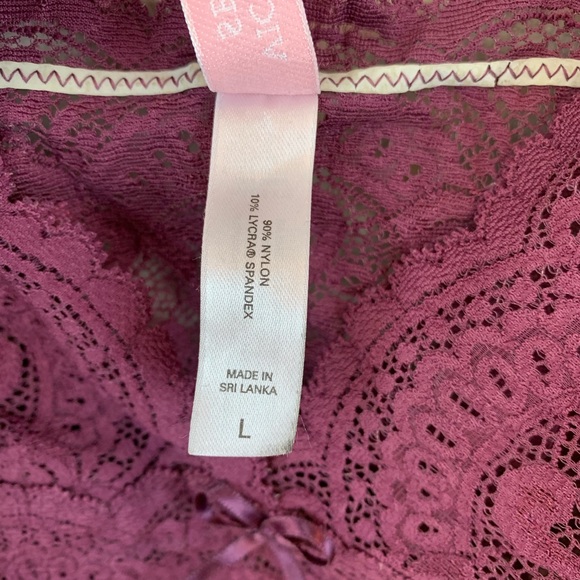 90% NYLON
10% LYCRA® SPANDEX
MADE IN
SRI LANKA
L